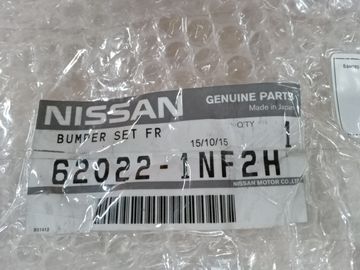 NISSAN
GENUINE PARTS
Made in Japan
BUMPER SET FR
QTY
15/10/15
1
62022-1NF2H
NISSAN MOTOR CO.,LTD.